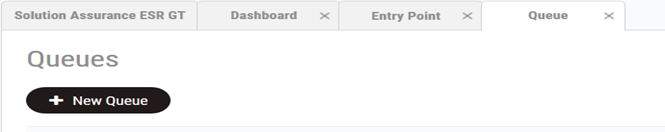 Solution Assurance ESR GT Dashboard × Entry Point × Queue ×
Queues
+ New Queue